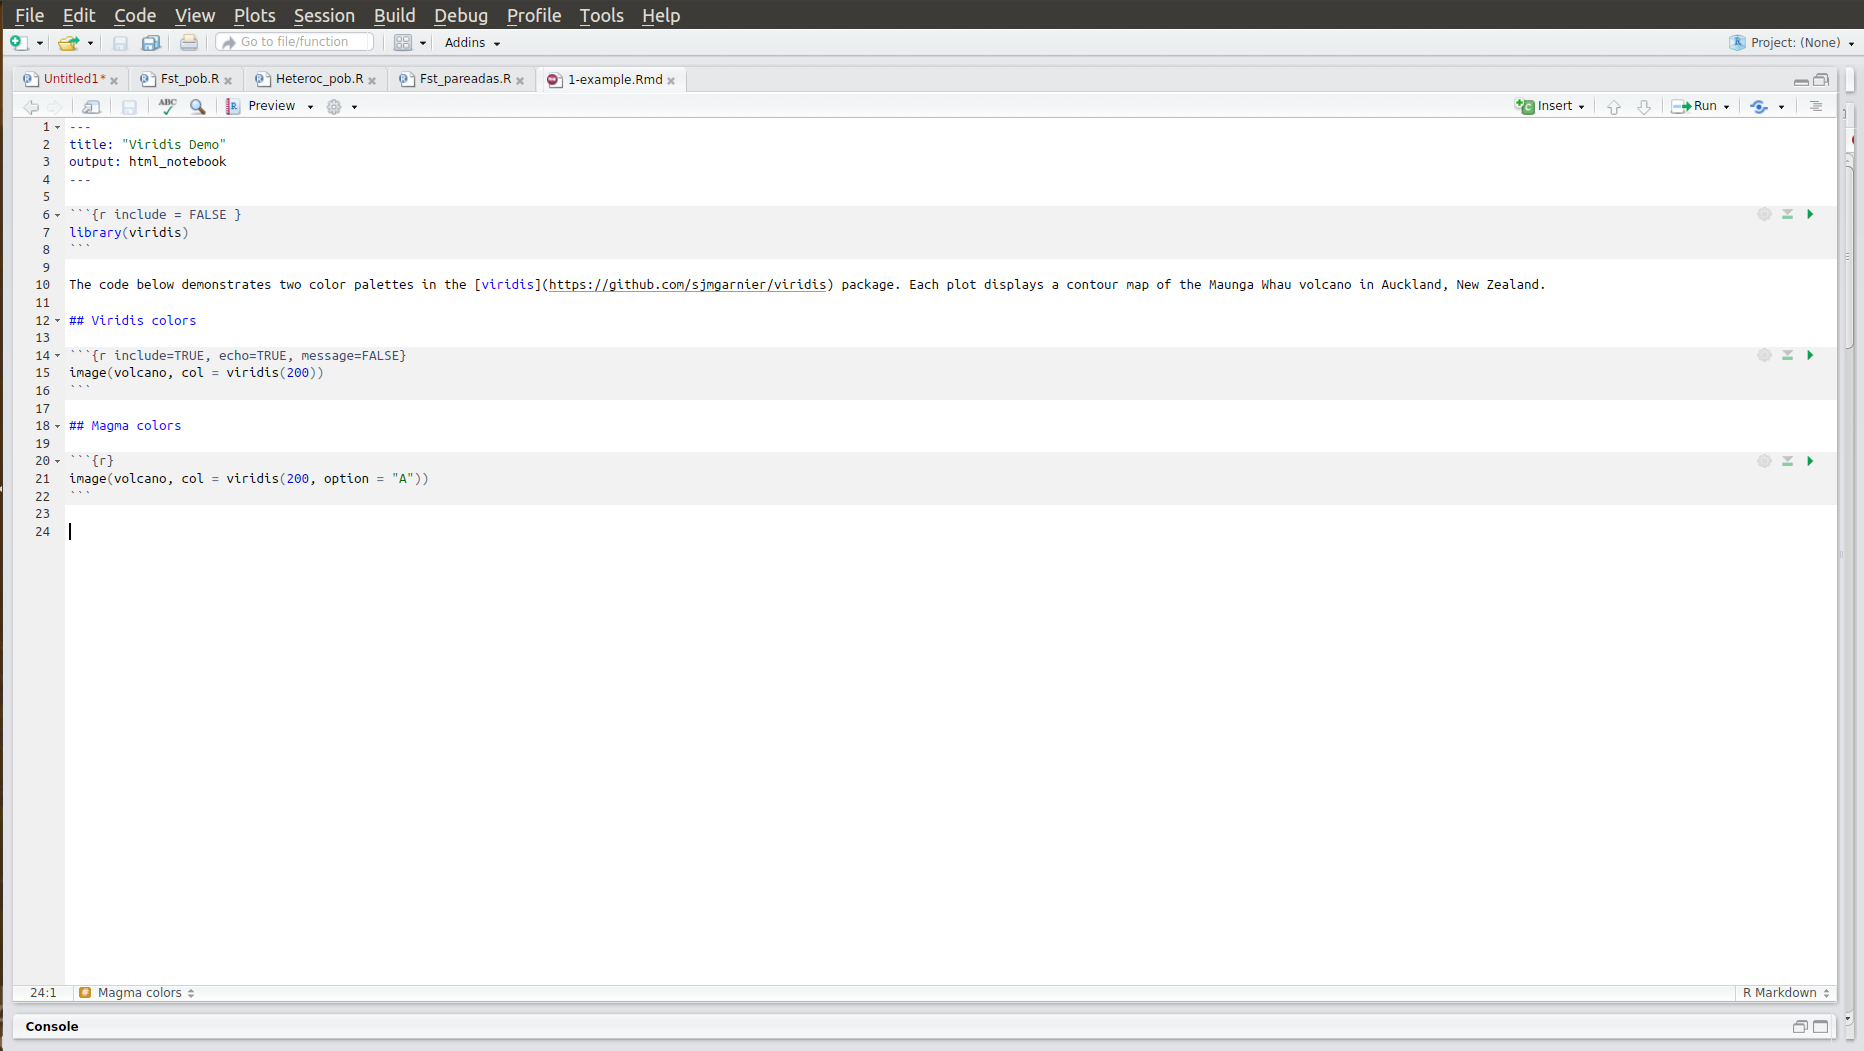 File Edit Code View Plots Session Build Debug Profile Tools Help
Go to file/function Addins Project: (None)
Untitled1* Fst_pob.R Heteroc_pob.R Fst_pareadas.R 1-example.Rmd
ABC Preview Insert Run
1 ---
2 title: "Viridis Demo"
3 output: html_notebook
4 ---
5
6 ```{r include = FALSE }
7 library(viridis)
8 ```
9
10 The code below demonstrates two color palettes in the [viridis](https://github.com/sjmgarnier/viridis) package. Each plot displays a contour map of the Maunga Whau volcano in Auckland, New Zealand.
11
12 ## Viridis colors
13
14 ```{r include=TRUE, echo=TRUE, message=FALSE}
15 image(volcano, col = viridis(200))
16 ```
17
18 ## Magma colors
19
20 ```{r}
21 image(volcano, col = viridis(200, option = "A"))
22 ```
23
24
24:1 # Magma colors R Markdown
Console